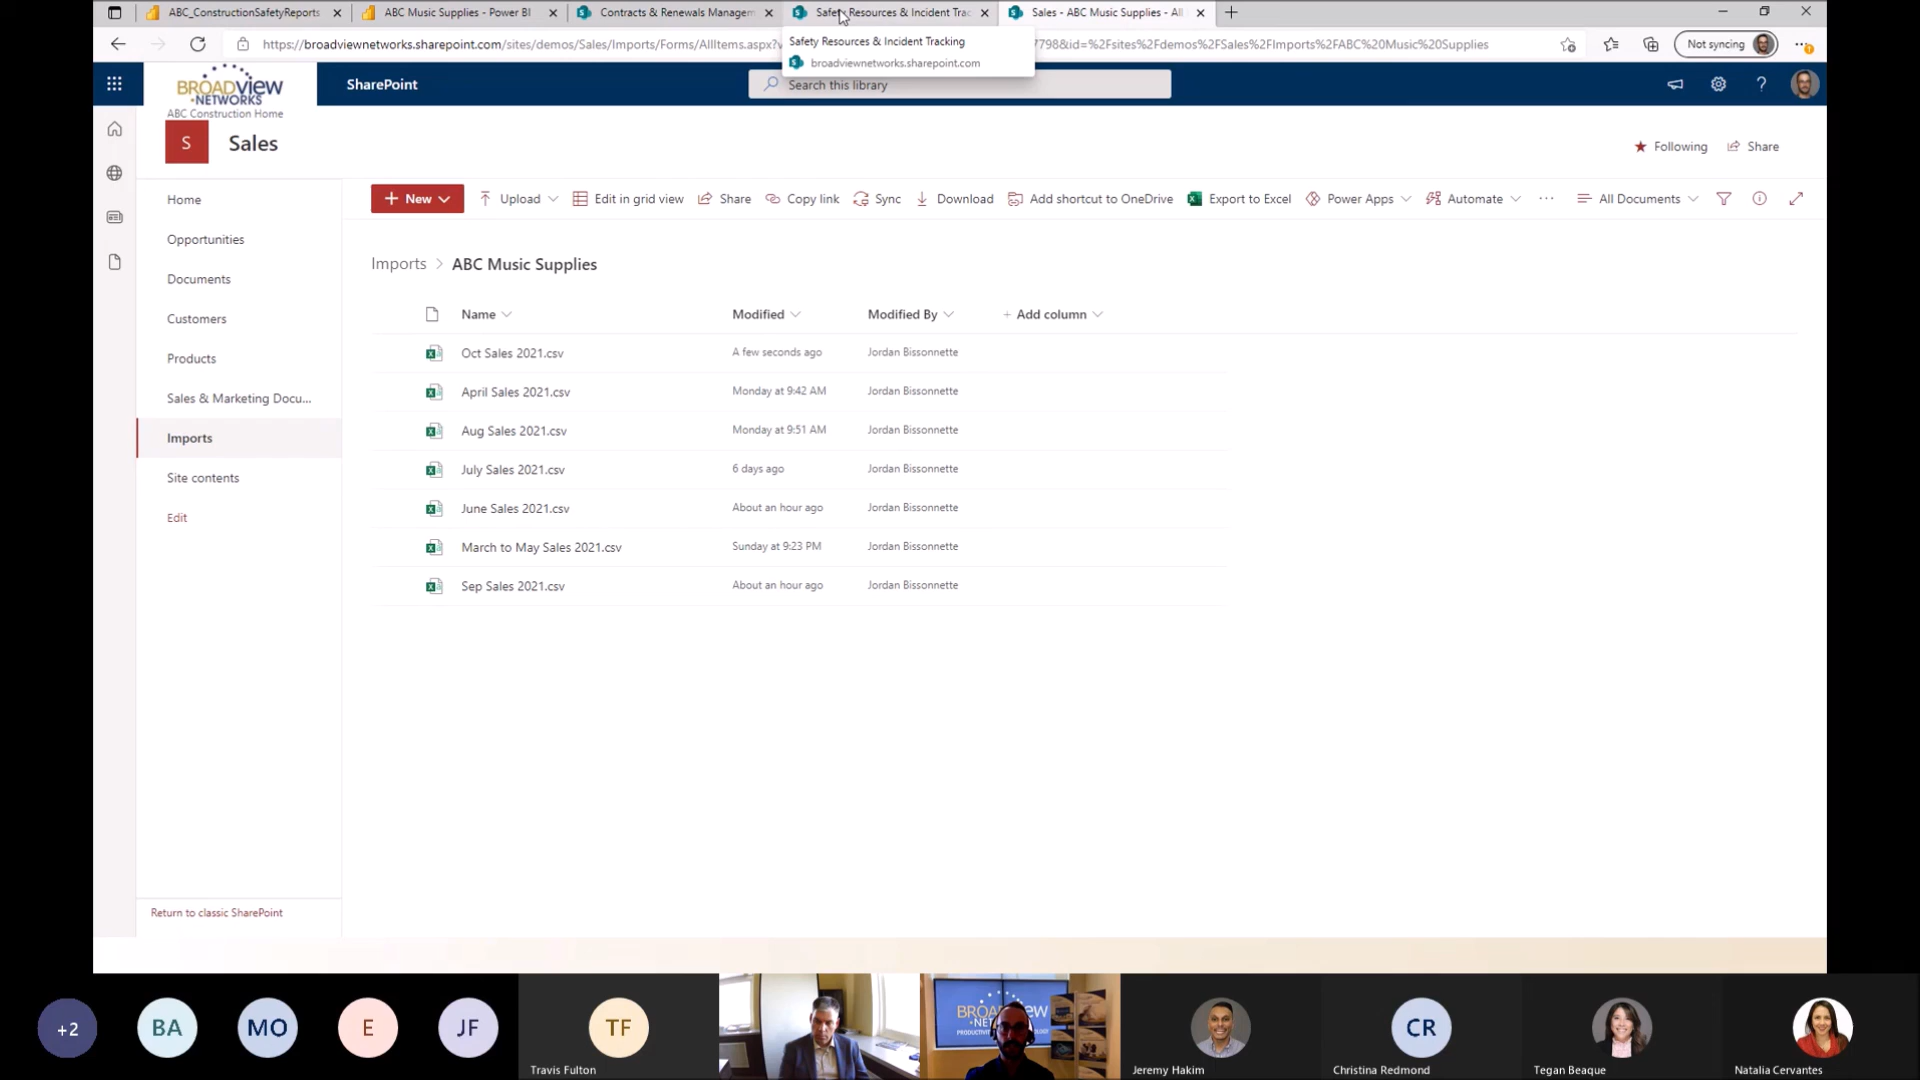 ABC_ConstructionSafetyReports
ABC Music Supplies - Power BI
Contracts & Renewals Managem
Safety Resources & Incident Trac
Sales - ABC Music Supplies - All
https://broadviewnetworks.sharepoint.com/sites/demos/Sales/Imports/Forms/AllItems.aspx?v
7798&id=%2Fsites%2Fdemos%2FSales%2FImports%2FABC%20Music%20Supplies
Not syncing
Safety Resources & Incident Tracking
broadviewnetworks.sharepoint.com
BROADVIEW
NETWORKS
SharePoint
Search this library
ABC Construction Home
S
Sales
Following
Share
Home
Opportunities
Documents
Customers
Products
Sales & Marketing Docu...
Imports
Site contents
Edit
Return to classic SharePoint
+ New
Upload
Edit in grid view
Share
Copy link
Sync
Download
Add shortcut to OneDrive
Export to Excel
Power Apps
Automate
...
All Documents
Imports > ABC Music Supplies
Name Modified Modified By + Add column
Oct Sales 2021.csv A few seconds ago Jordan Bissonnette
April Sales 2021.csv Monday at 9:42 AM Jordan Bissonnette
Aug Sales 2021.csv Monday at 9:51 AM Jordan Bissonnette
July Sales 2021.csv 6 days ago Jordan Bissonnette
June Sales 2021.csv About an hour ago Jordan Bissonnette
March to May Sales 2021.csv Sunday at 9:23 PM Jordan Bissonnette
Sep Sales 2021.csv About an hour ago Jordan Bissonnette
+2
BA
MO
E
JF
TF
Travis Fulton
Jeremy Hakim
CR
Christina Redmond
Tegan Beaque
Natalia Cervantes